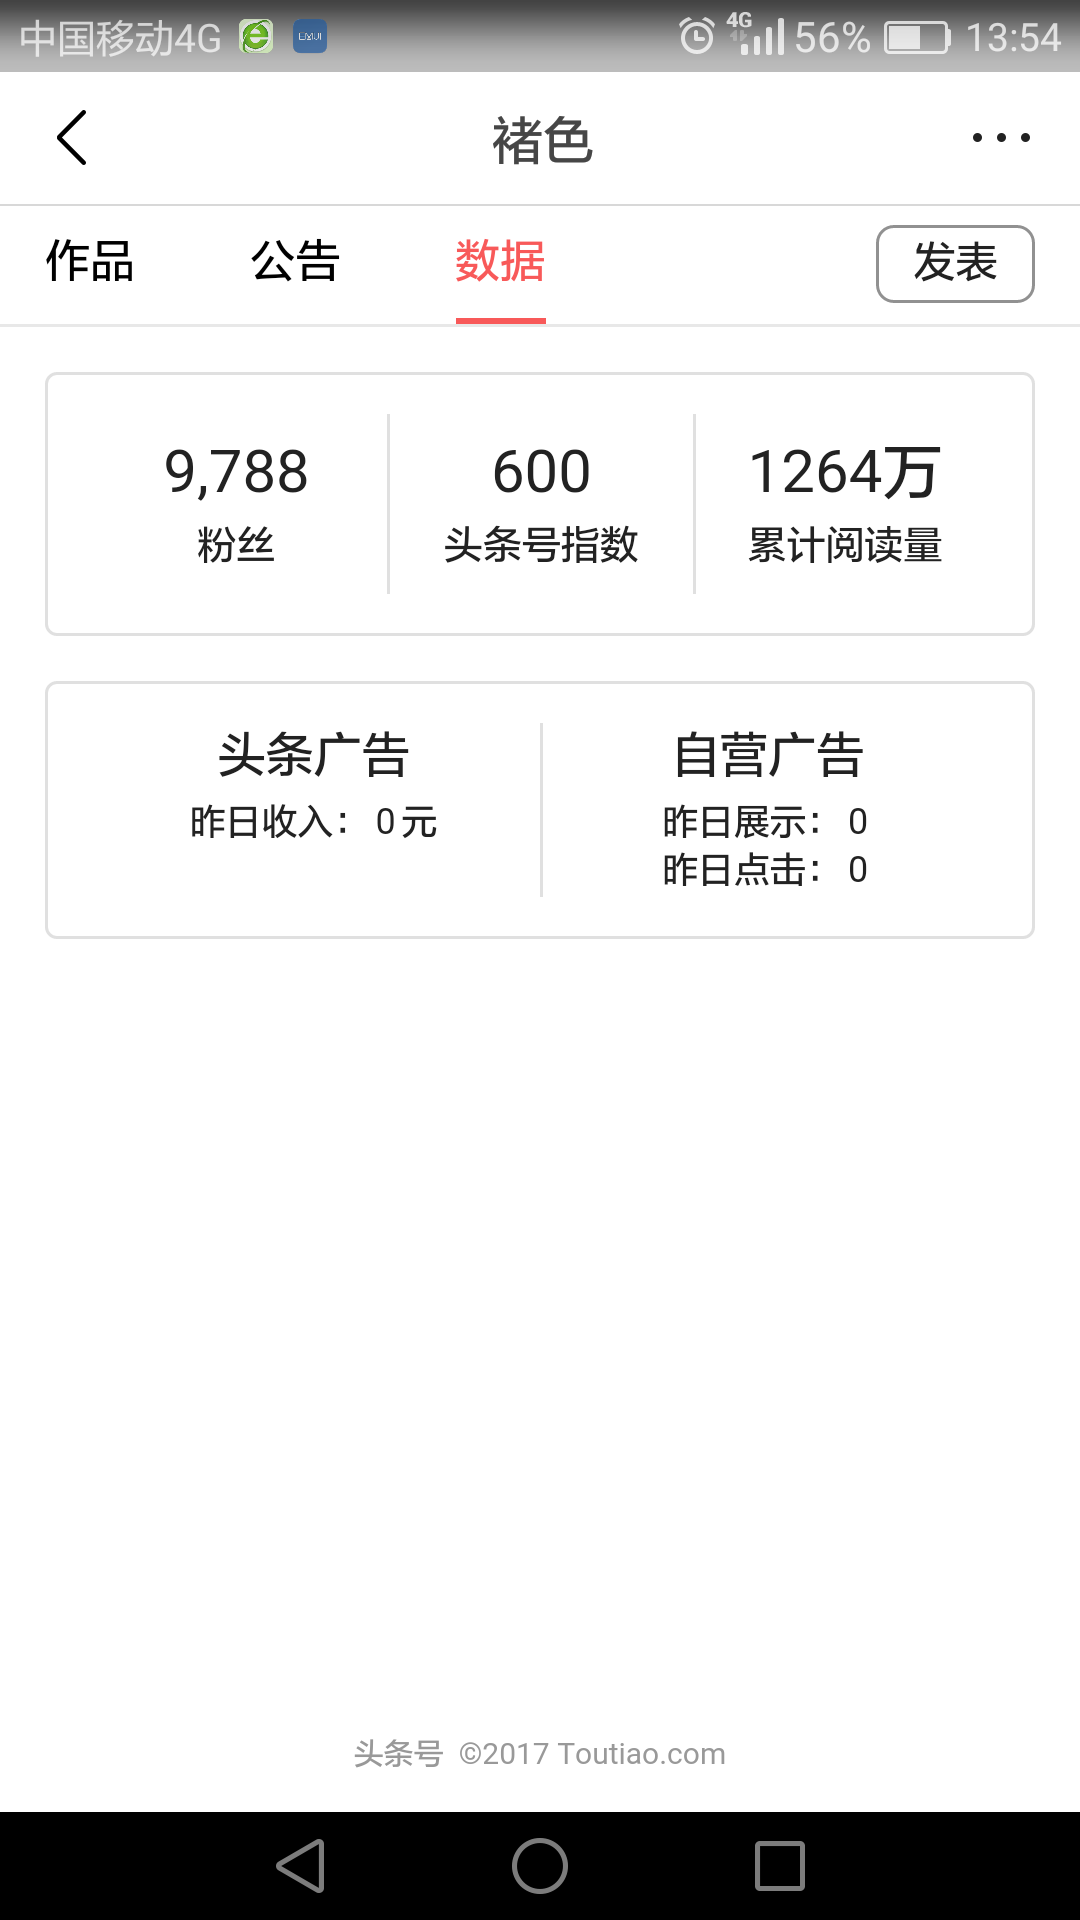 中国移动4G EMUI 4G 56% 13:54
褚色
作品 公告 数据 发表
9,788 600 1264万
粉丝 头条号指数 累计阅读量
头条广告 自营广告
昨日收入： 0元 昨日展示： 0
昨日点击： 0
头条号 ©2017 Toutiao.com